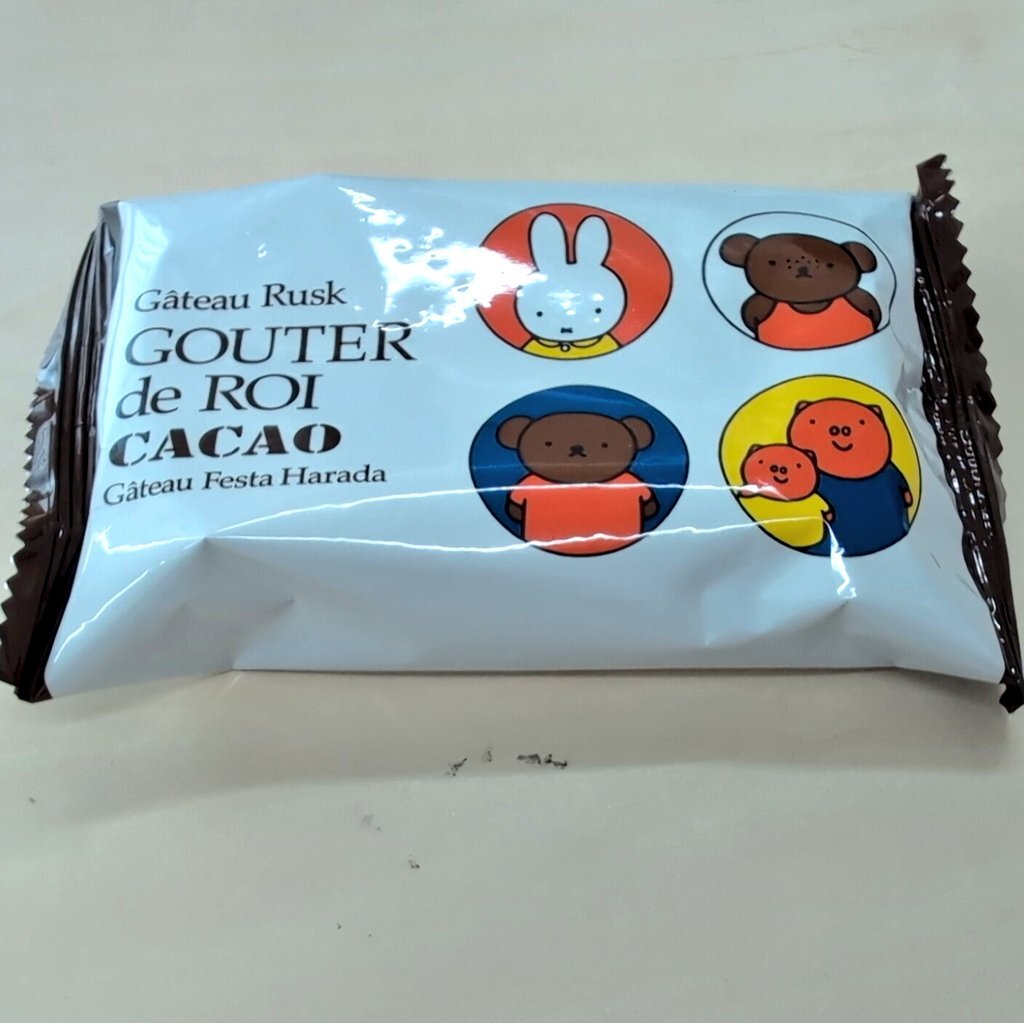 Gâteau Rusk
GOUTER
de ROI
CACAO
Gâteau Festa Harada